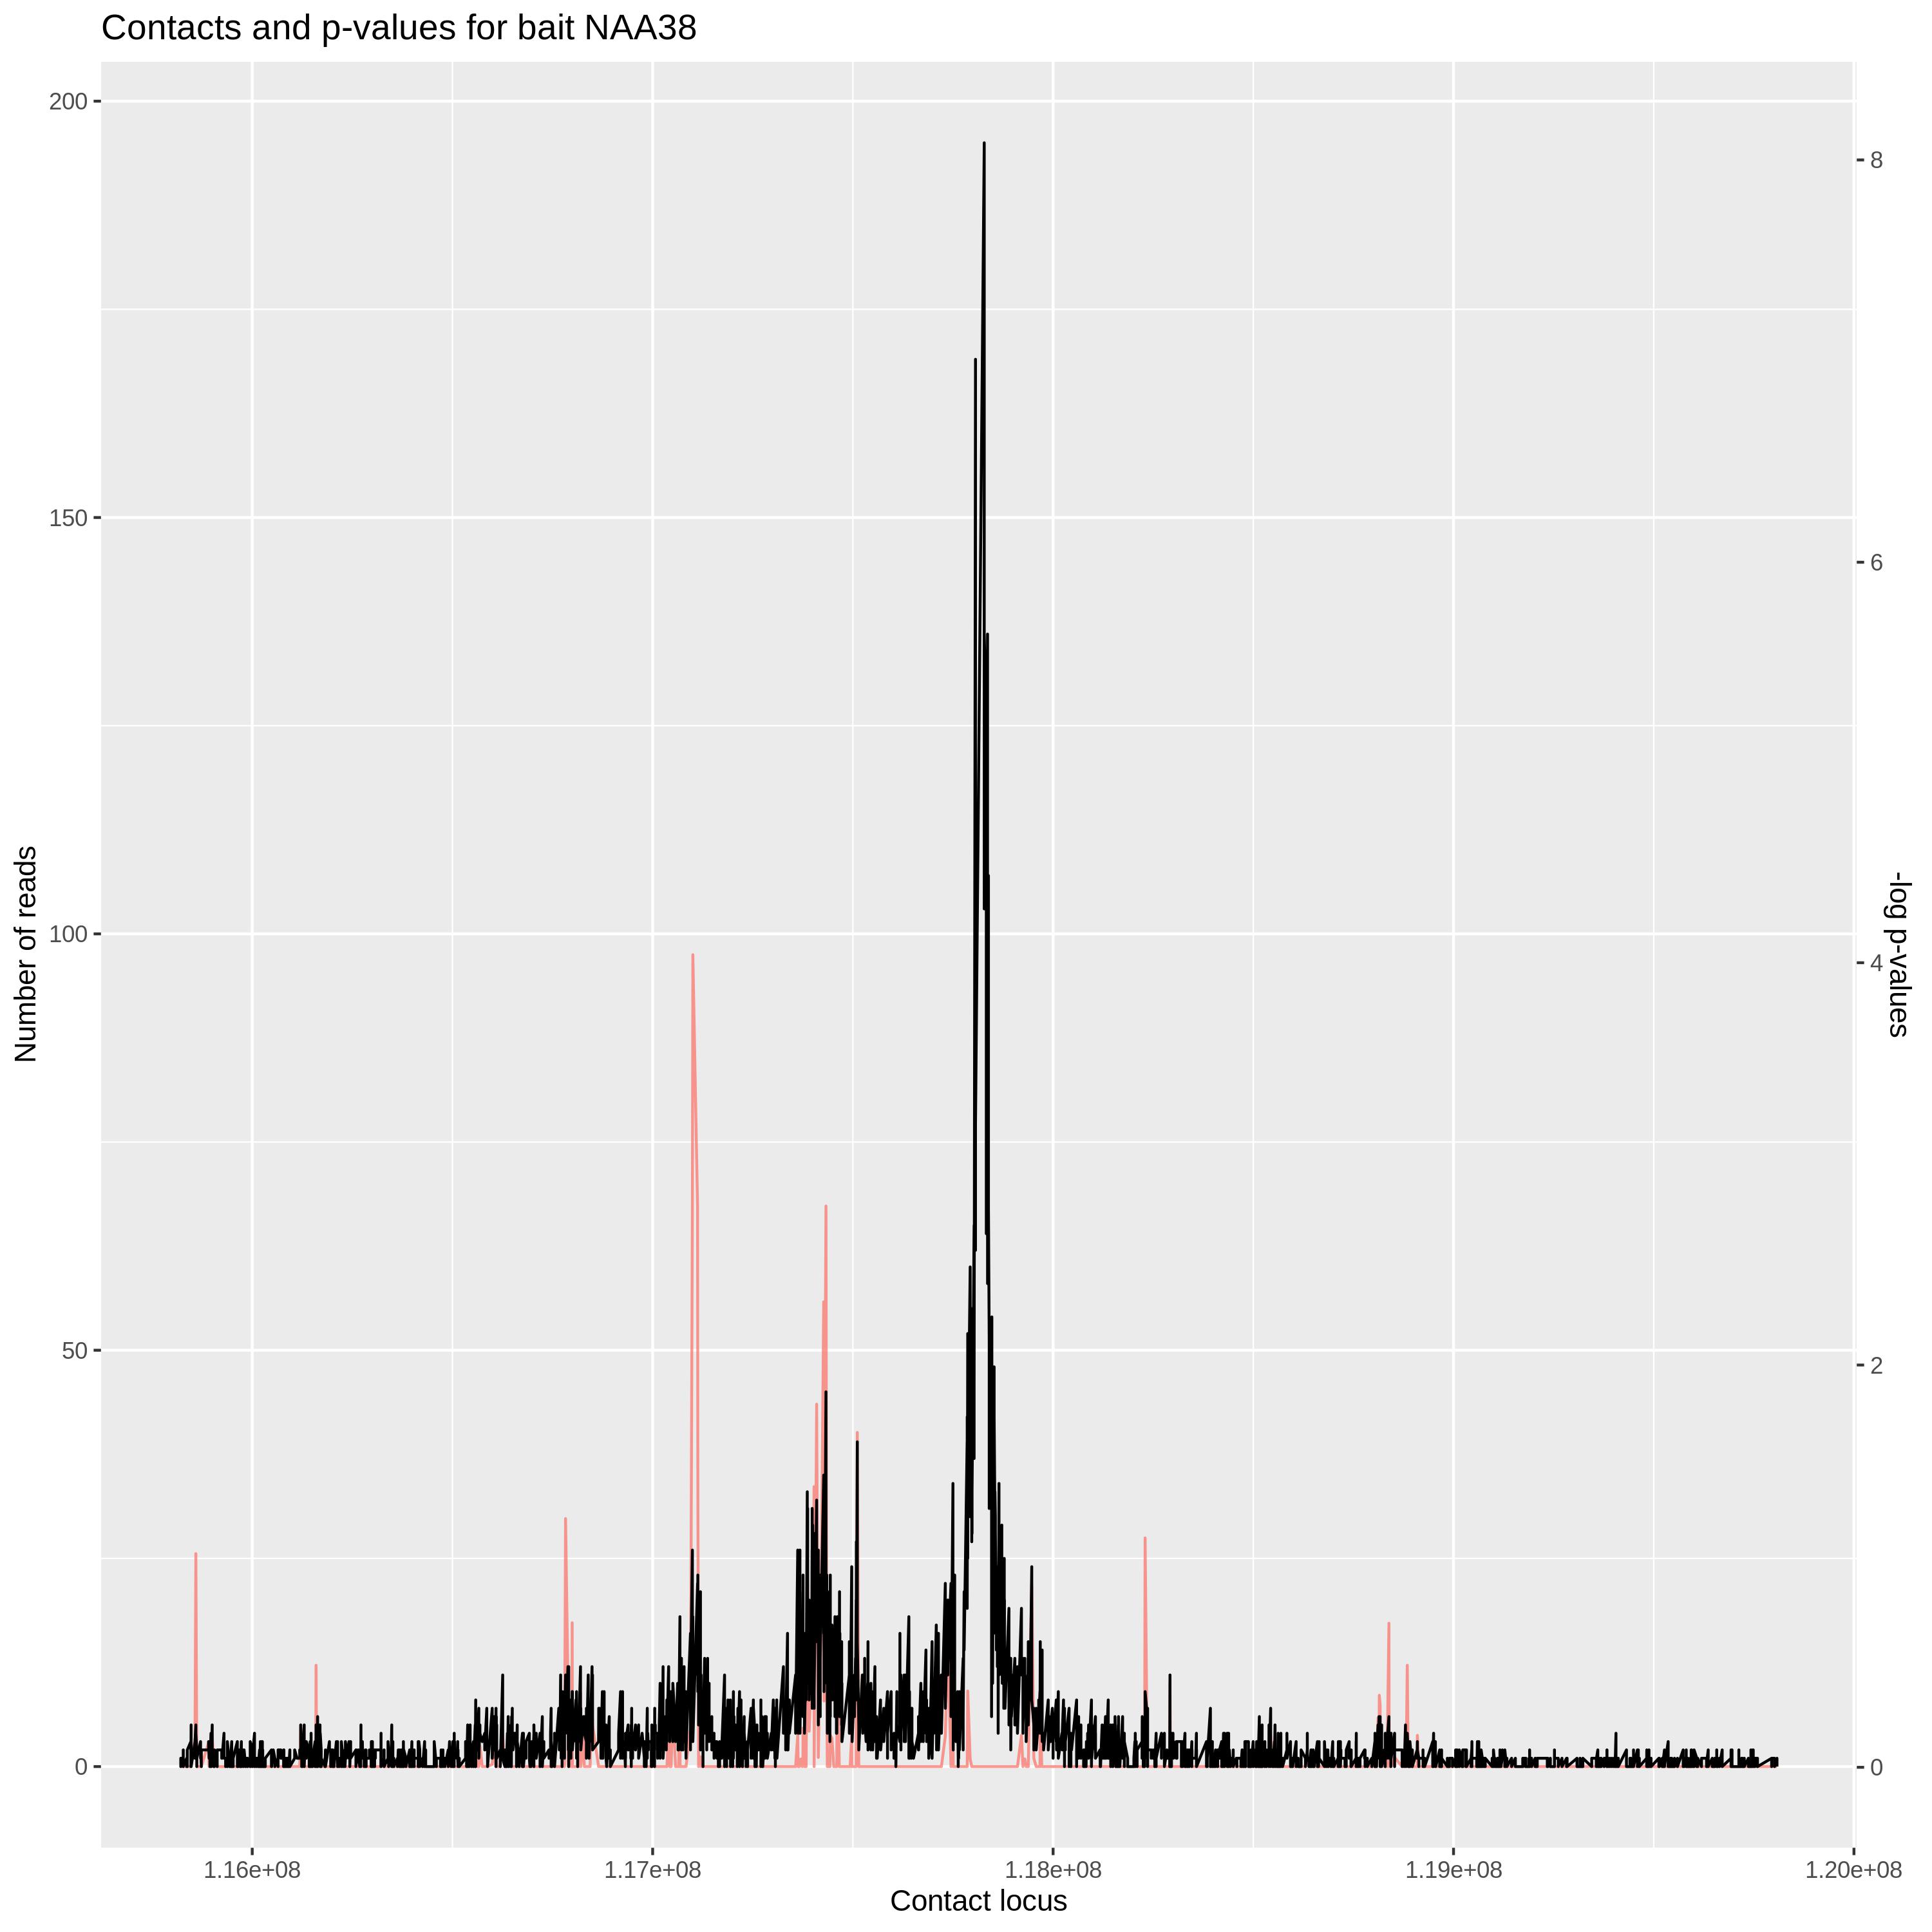 Contacts and p-values for bait NAA38
200
150
100
50
0
Number of reads
8
6
4
2
0
-log p-values
1.16e+08
1.17e+08
1.18e+08
1.19e+08
1.20e+08
Contact locus